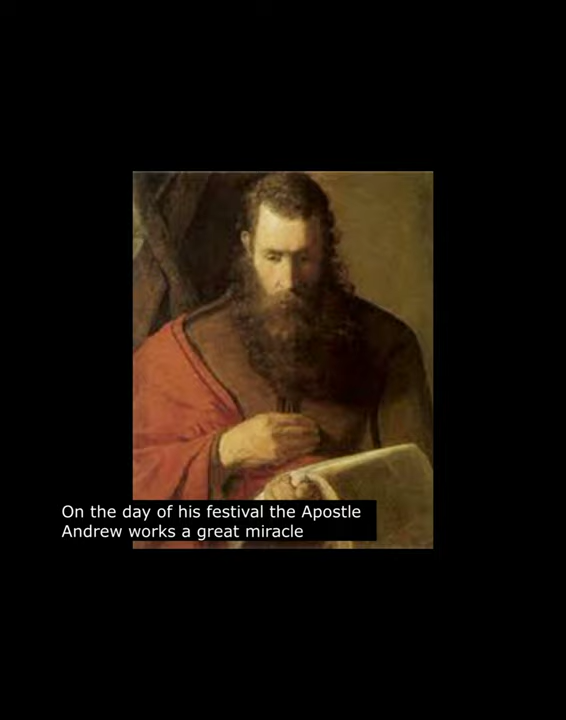 On the day of his festival the Apostle
Andrew works a great miracle